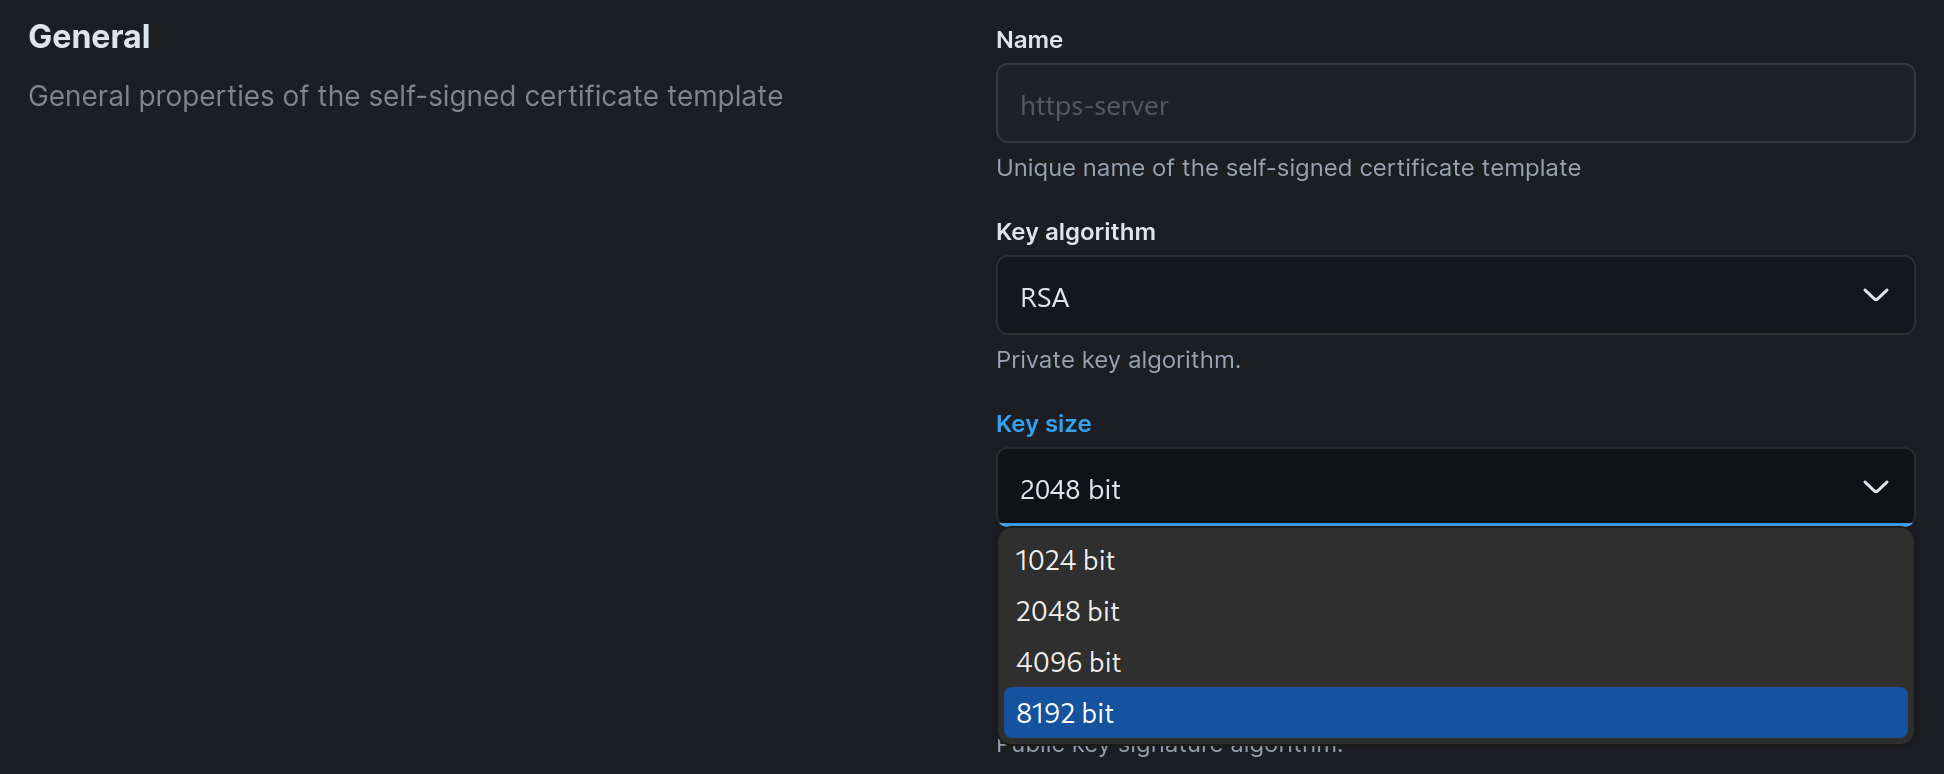 General
General properties of the self-signed certificate template
Name
https-server
Unique name of the self-signed certificate template
Key algorithm
RSA
Private key algorithm.
Key size
2048 bit
1024 bit
2048 bit
4096 bit
8192 bit
Public key signature algorithm.